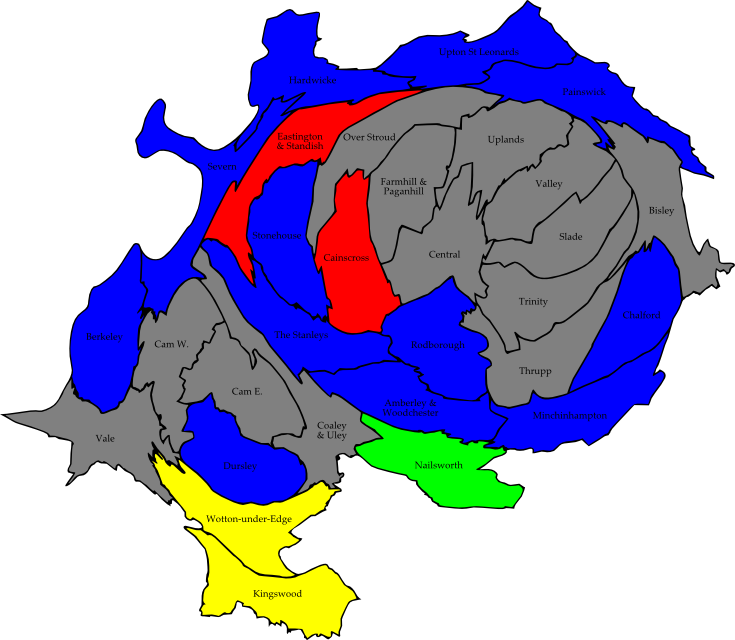 Upton St Leonards
Hardwicke
Painswick
Eastington
& Standish
Over Stroud
Uplands
Severn
Farmhill &
Paganhill
Valley
Bisley
Stonehouse
Slade
Cainscross
Central
Trinity
Chalford
Berkeley
The Stanleys
Cam W.
Rodborough
Thrupp
Cam E.
Amberley &
Woodchester
Minchinhampton
Coaley
& Uley
Vale
Dursley
Nailsworth
Wotton-under-Edge
Kingswood